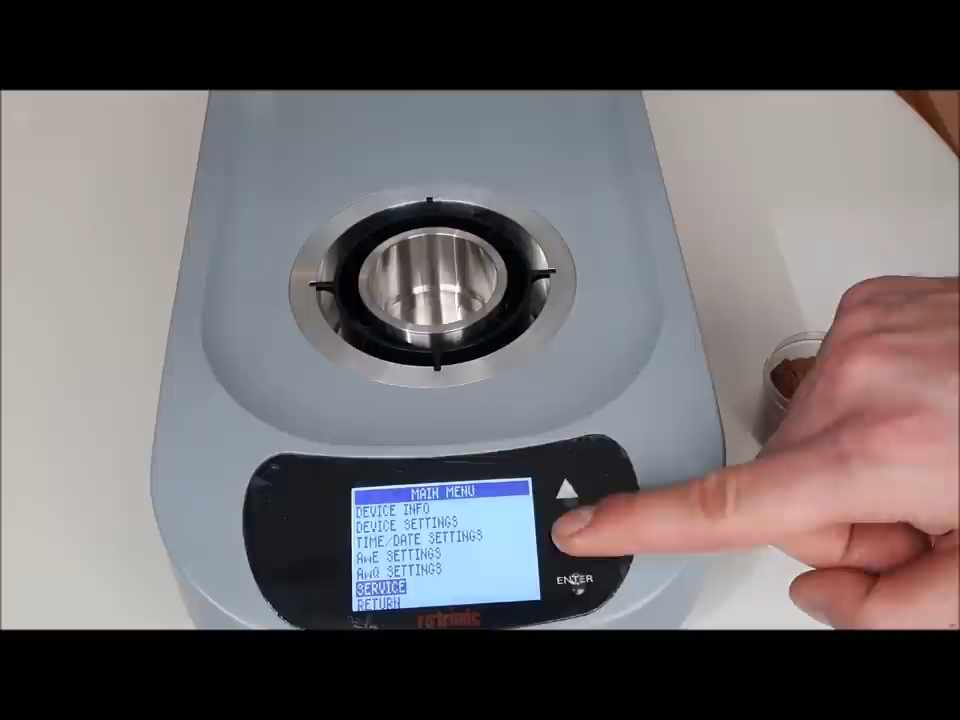 MAIN MENU
DEVICE INFO
DEVICE SETTINGS
TIME/DATE SETTINGS
AwE SETTINGS
AwQ SETTINGS
SERVICE
RETURN
ENTER
rotronic